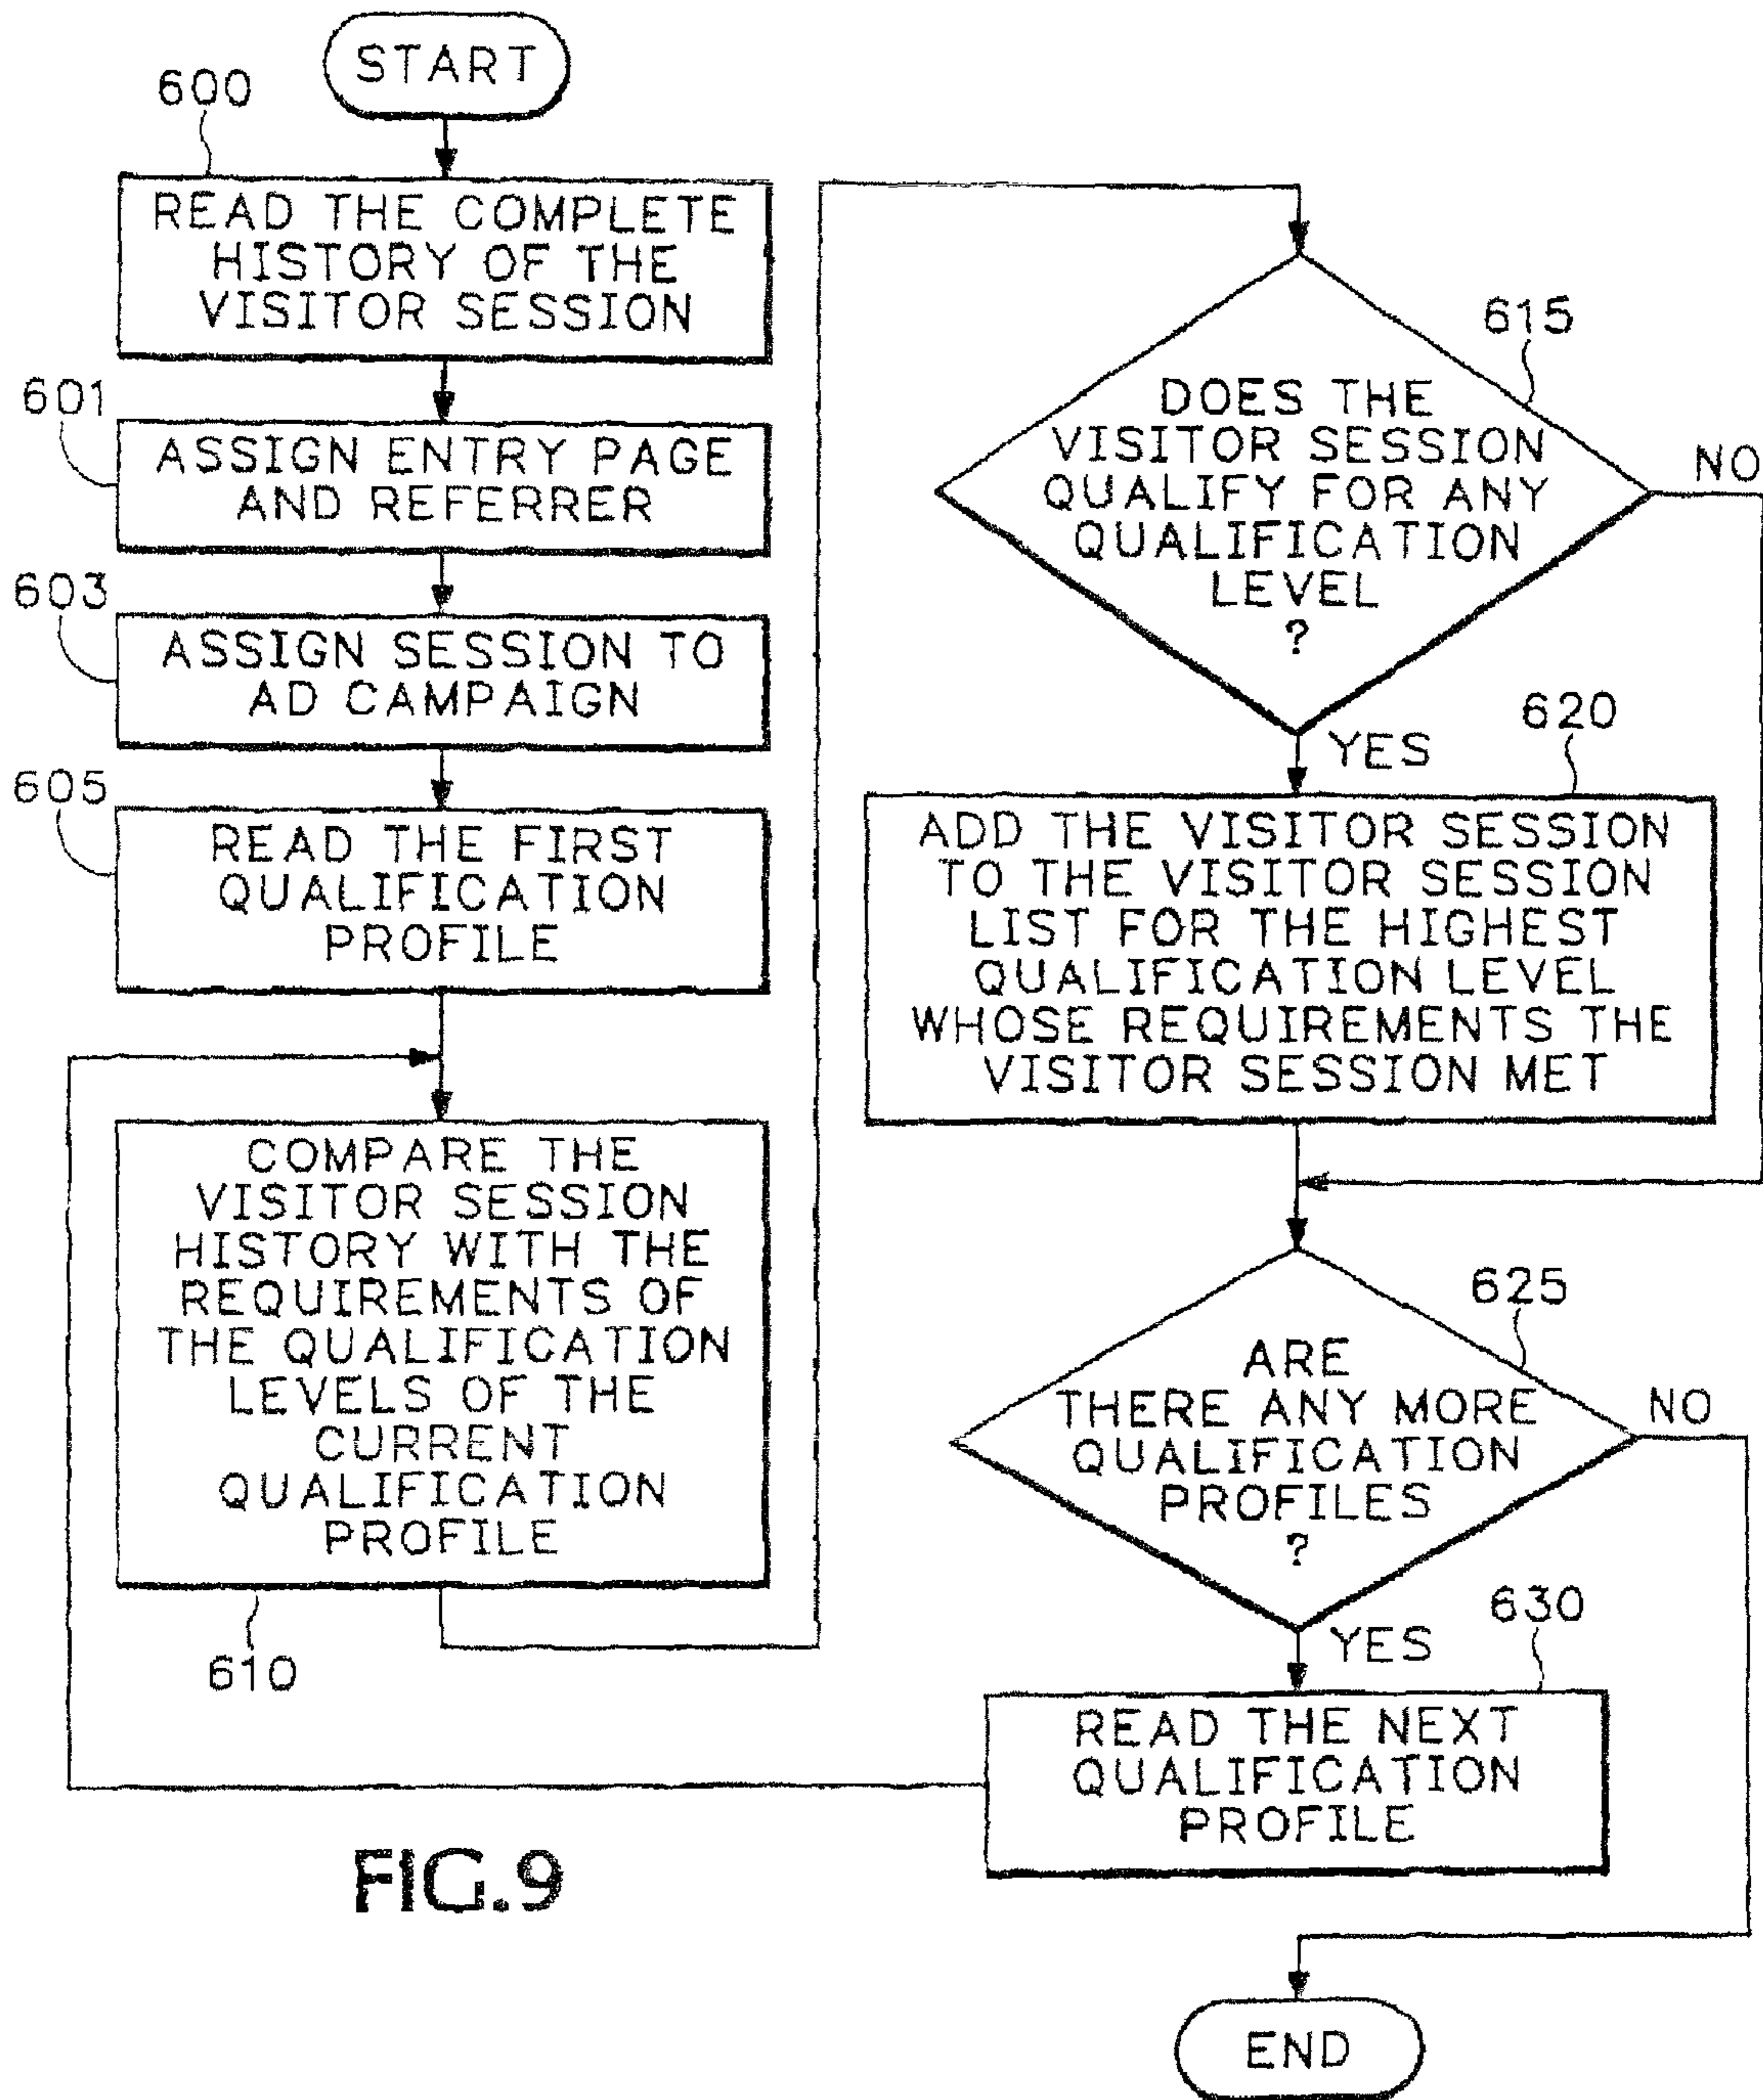 START
600
READ THE COMPLETE
HISTORY OF THE
VISITOR SESSION
601
ASSIGN ENTRY PAGE
AND REFERRER
603
ASSIGN SESSION TO
AD CAMPAIGN
605
READ THE FIRST
QUALIFICATION
PROFILE
COMPARE THE
VISITOR SESSION
HISTORY WITH THE
REQUIREMENTS OF
THE QUALIFICATION
LEVELS OF THE
CURRENT
QUALIFICATION
PROFILE
610
615
DOES THE
VISITOR SESSION
QUALIFY FOR ANY
QUALIFICATION
LEVEL
?
NO
YES
620
ADD THE VISITOR SESSION
TO THE VISITOR SESSION
LIST FOR THE HIGHEST
QUALIFICATION LEVEL
WHOSE REQUIREMENTS THE
VISITOR SESSION MET
625
ARE
THERE ANY MORE
QUALIFICATION
PROFILES
?
NO
YES
630
READ THE NEXT
QUALIFICATION
PROFILE
END
FIG.9